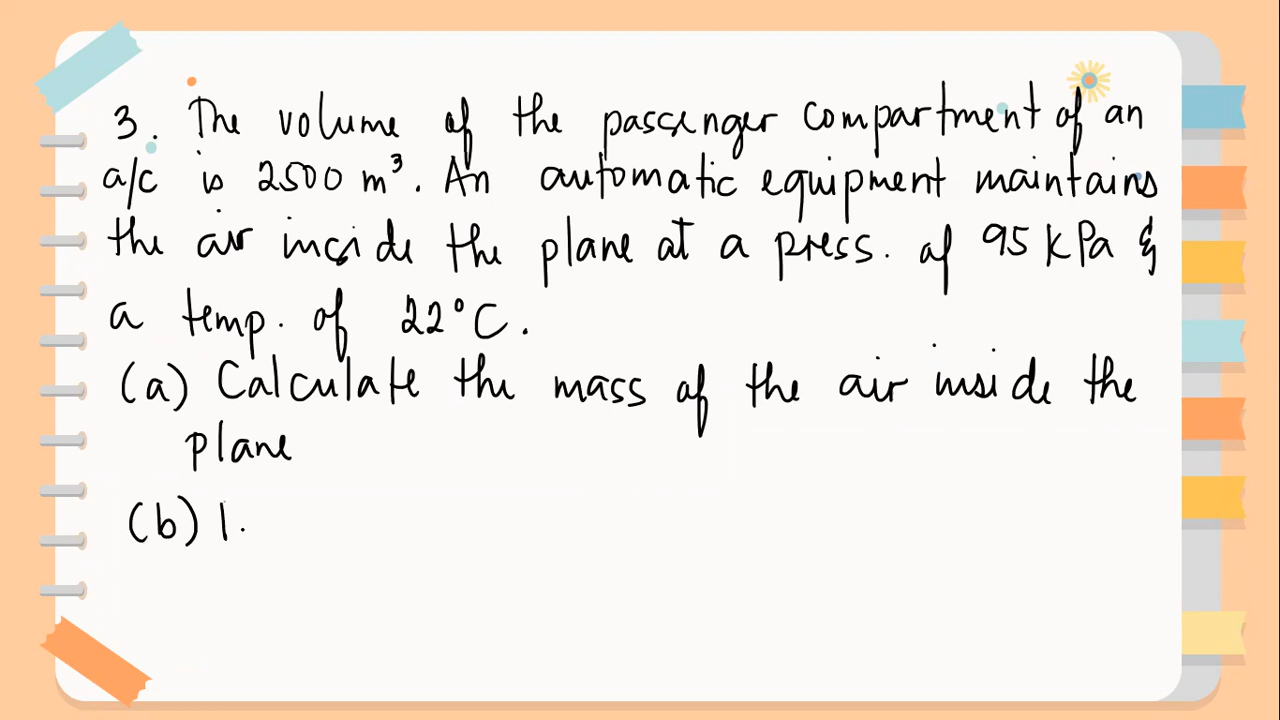 3. The volume of the passenger compartment of an
a/c is 2500 m³. An automatic equipment maintains
the air inside the plane at a press. of 95 kPa &
a temp. of 22°C.
(a) Calculate the mass of the air inside the
plane
(b) 1.